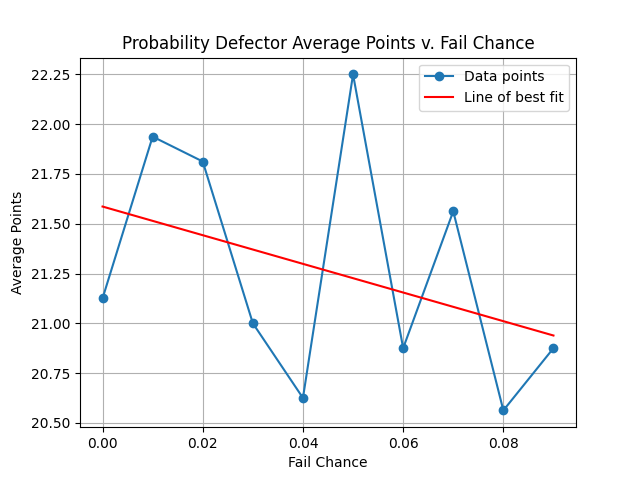 Probability Defector Average Points v. Fail Chance
Data points
Line of best fit
22.25
22.00
21.75
21.50
21.25
21.00
20.75
20.50
Average Points
0.00 0.02 0.04 0.06 0.08
Fail Chance